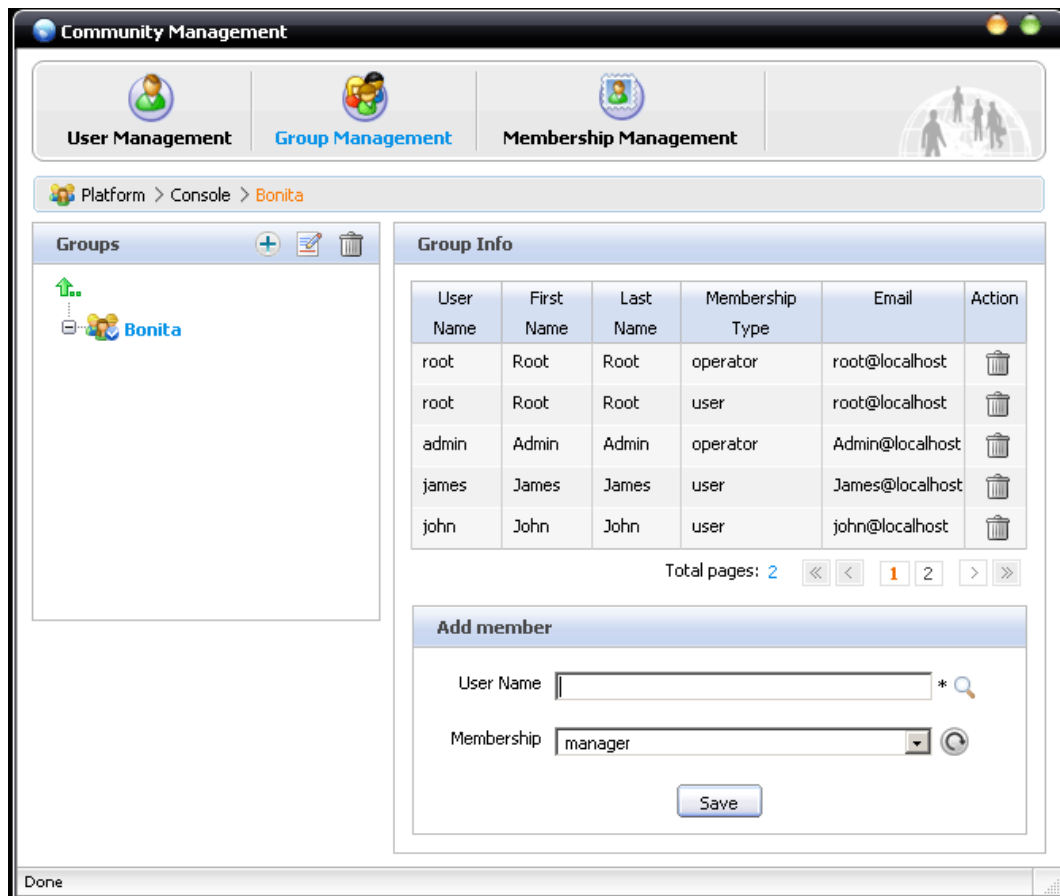 Community Management
User Management Group Management Membership Management
Platform > Console > Bonita
Groups
Bonita
Group Info
User Name First Name Last Name Membership Type Email Action
root Root Root operator root@localhost
root Root Root user root@localhost
admin Admin Admin operator Admin@localhost
james James James user James@localhost
john John John user john@localhost
Total pages: 2 << < 1 2 > >>
Add member
User Name *
Membership manager
Save
Done